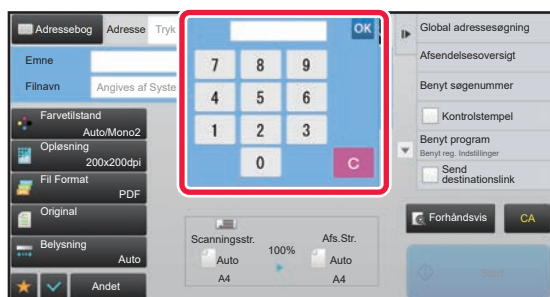 Adressebog
Adresse
Tryk
OK
Emne
Filnavn
Angives af Syste
7 8 9
4 5 6
1 2 3
0 C
Farvetilstand
Auto/Mono2
Opløsning
200x200dpi
Fil Format
PDF
Original
Belysning
Auto
Andet
Scanningsstr.
Auto
A4
100%
Afs.Str.
Auto
A4
Global adressesøgning
Afsendelsesoversigt
Benyt søgenummer
Kontrolstempel
Benyt program
Benyt reg. Indstillinger
Send
destinationslink
Forhåndsvis
CA
Start